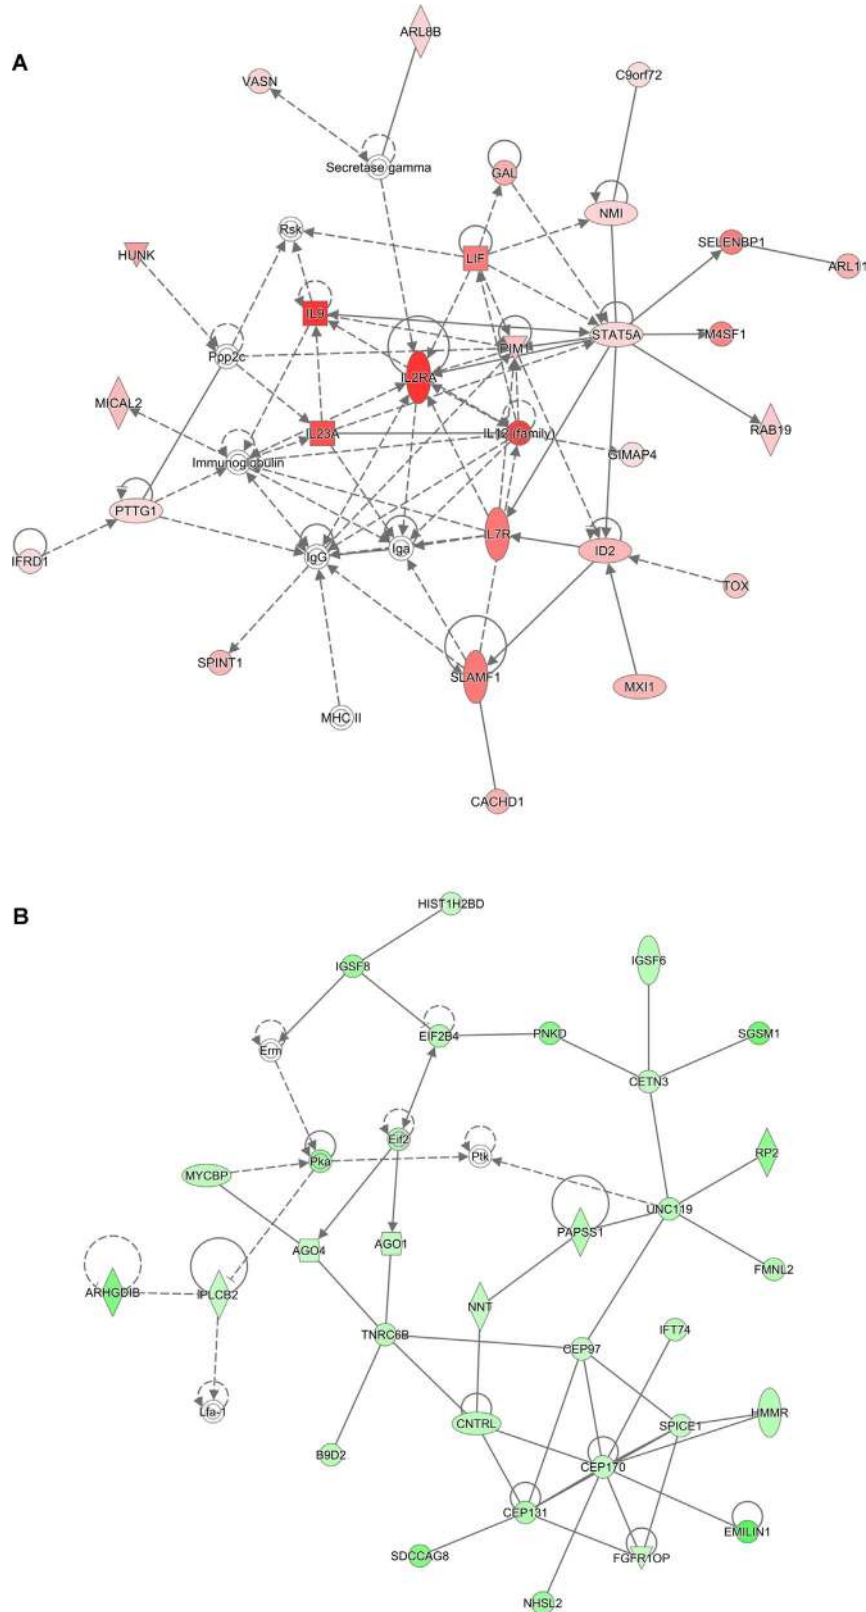 A
ARL8B
VASN
C9orf72
Secretase gamma
GAL
NMI
Rsk
SELENBP1
HUNK
LIF
ARL11
IL9
STAT5A
TM4SF1
PIM1
Ppp2c
IL2RA
MICAL2
IL23A
IL12 (family)
RAB19
GIMAP4
Immunoglobulin
PTTG1
IL7R
IgG
Iga
ID2
IFRD1
TOX
SPINT1
SLAMF1
MXI1
MHC II
CACHD1
B
HIST1H2BD
IGSF8
IGSF6
EIF2B4
PNKD
SGSM1
Erm
CETN3
Eif2
Ptk
Pka
RP2
MYCBP
UNC119
PAPSS1
AGO4
AGO1
FMNL2
ARHGDIB
PLCB2
NNT
TNRC6B
IFT74
CEP97
Lfa-1
CNTRL
SPICE1
HMMR
B9D2
CEP170
CEP131
EMILIN1
SDCCAG8
FGFR1OP
NHSL2